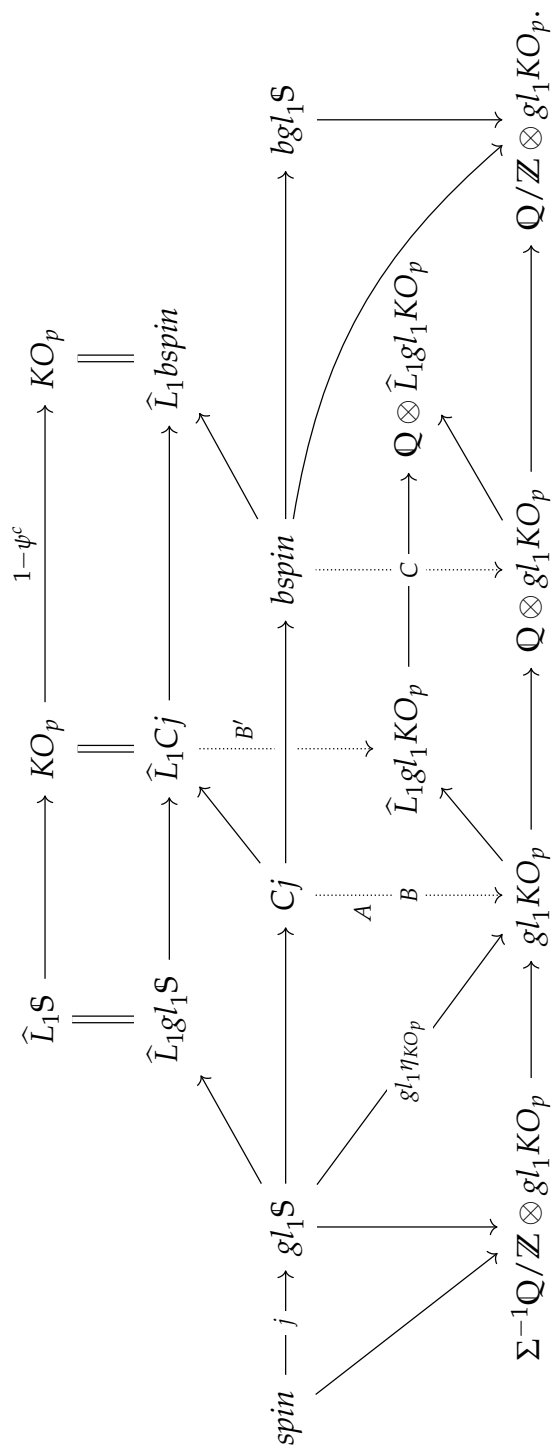 L̂₁𝕊 KO_p 1−ψ^c KO_p
L̂₁gl₁𝕊 L̂₁Cj L̂₁bspin
B′
spin j gl₁𝕊 Cj bspin bgl₁𝕊
A
gl₁η_{KO_p} B L̂₁gl₁KO_p C ℚ ⊗ L̂₁gl₁KO_p
Σ^{−1}ℚ/ℤ ⊗ gl₁KO_p gl₁KO_p ℚ ⊗ gl₁KO_p ℚ/ℤ ⊗ gl₁KO_p.